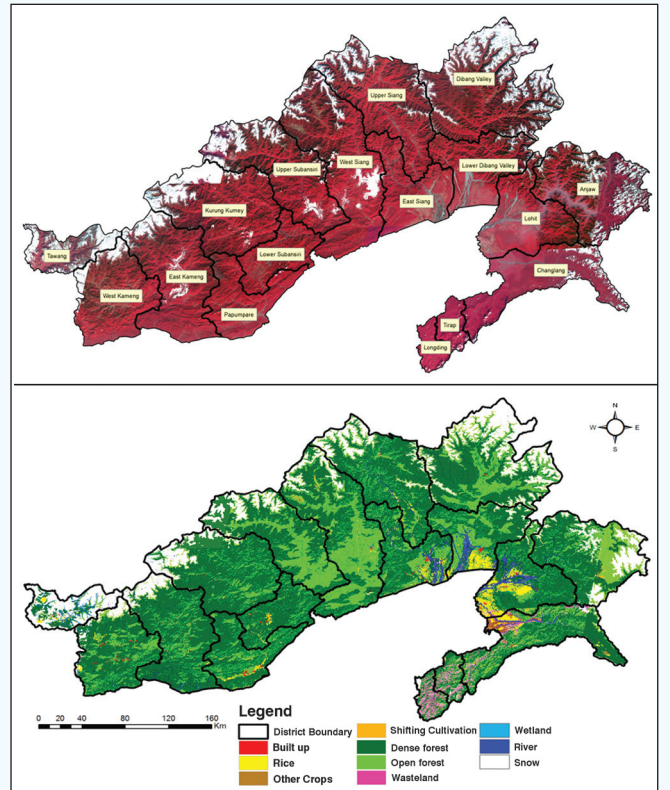 Dibang Valley
Upper Siang
West Siang
Lower Dibang Valley
Upper Subansiri
Anjaw
East Siang
Kurung Kumey
Lohit
Tawang
Lower Subansiri
Changlang
East Kameng
West Kameng
Papumpare
Tirap
Longding
N
W E
S
0 20 40 80 120 160
Km
Legend
District Boundary
Built up
Rice
Other Crops
Shifting Cultivation
Dense forest
Open forest
Wasteland
Wetland
River
Snow